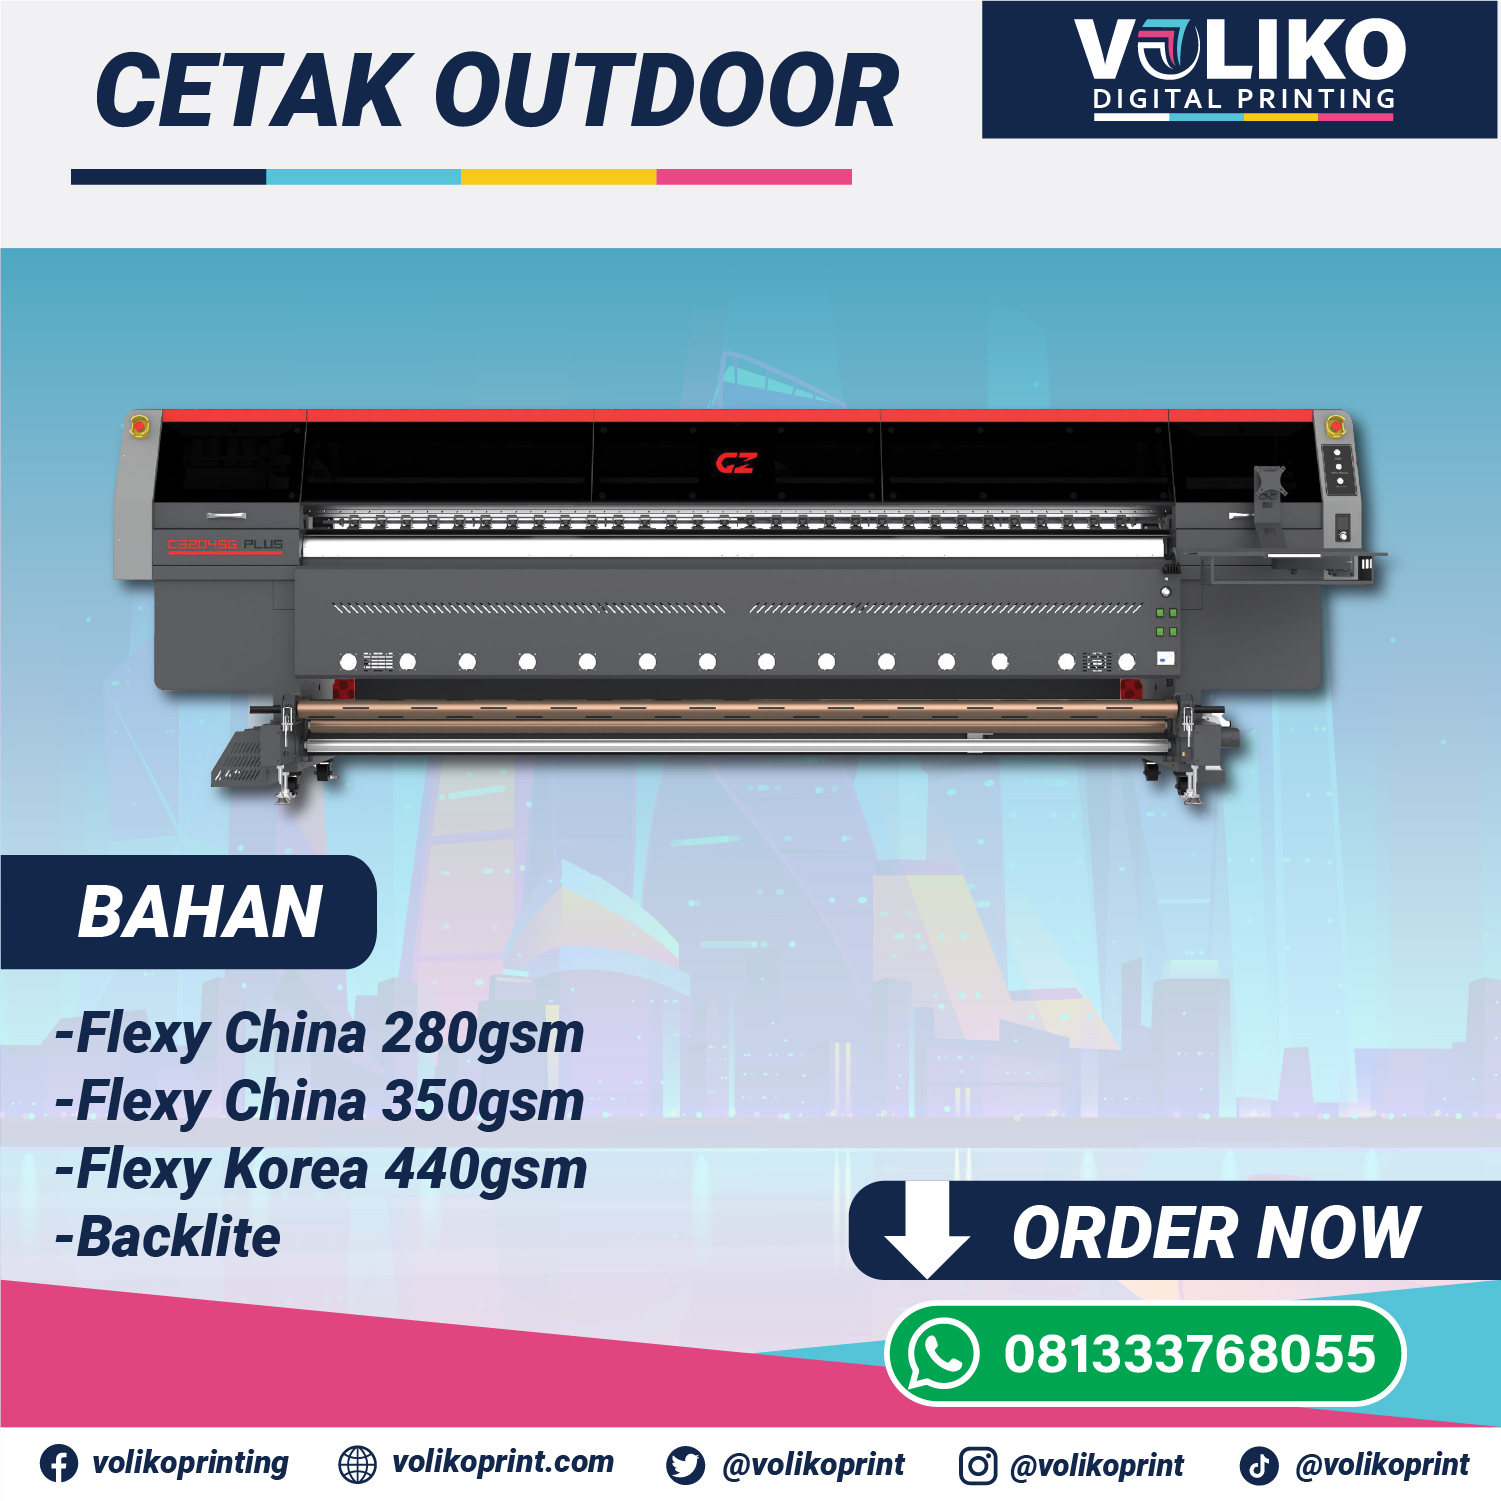 CETAK OUTDOOR
VOLIKO
DIGITAL PRINTING
GZ
C3204SG PLUS
BAHAN
-Flexy China 280gsm
-Flexy China 350gsm
-Flexy Korea 440gsm
-Backlite
ORDER NOW
081333768055
volikoprinting
volikoprint.com
@volikoprint
@volikoprint
@volikoprint